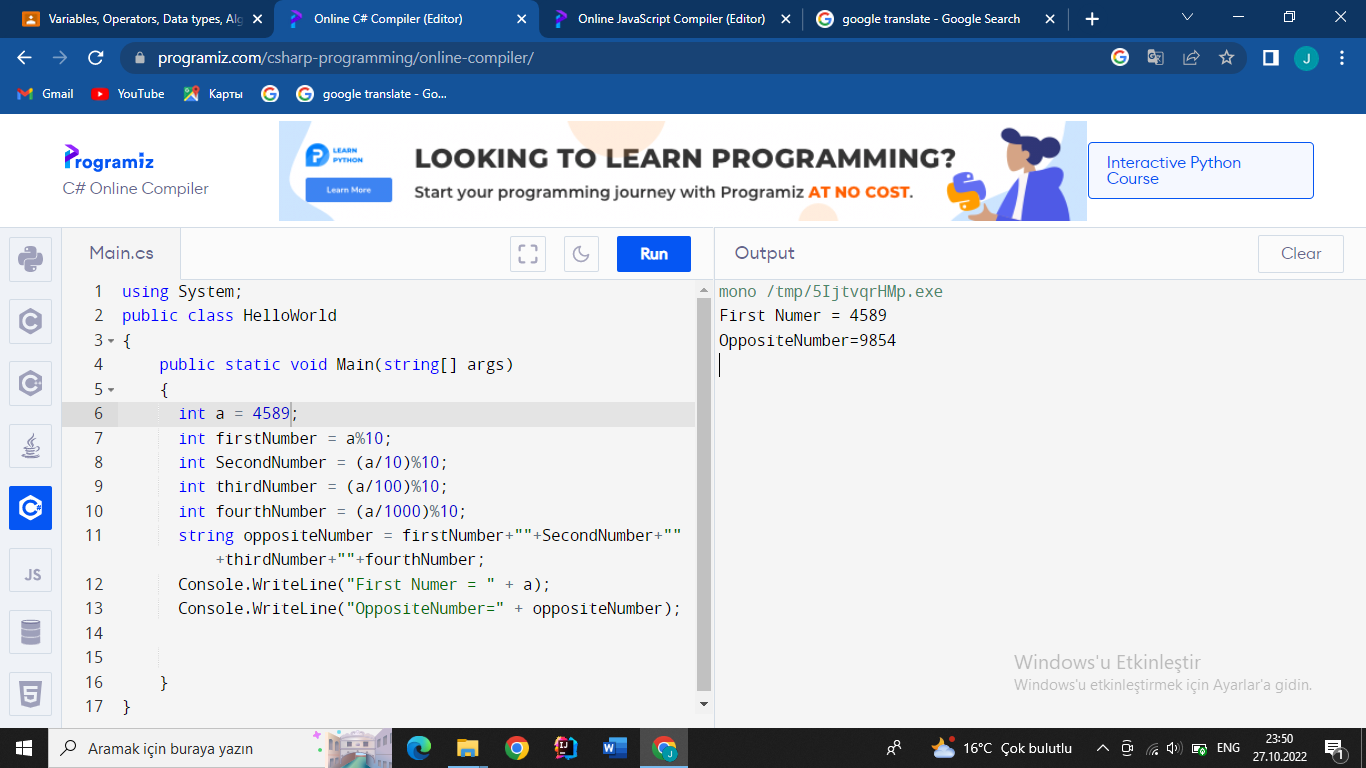 Variables, Operators, Data types, Alg
Online C# Compiler (Editor)
Online JavaScript Compiler (Editor)
google translate - Google Search
programiz.com/csharp-programming/online-compiler/
J
Gmail
YouTube
Карты
google translate - Go...
Programiz
C# Online Compiler
LEARN
PYTHON
Learn More
LOOKING TO LEARN PROGRAMMING?
Start your programming journey with Programiz AT NO COST.
Interactive Python
Course
Main.cs
Run
Output
Clear
1 using System;
2 public class HelloWorld
3 {
4 public static void Main(string[] args)
5 {
6 int a = 4589;
7 int firstNumber = a%10;
8 int SecondNumber = (a/10)%10;
9 int thirdNumber = (a/100)%10;
10 int fourthNumber = (a/1000)%10;
11 string oppositeNumber = firstNumber+""+SecondNumber+""
+thirdNumber+""+fourthNumber;
12 Console.WriteLine("First Numer = " + a);
13 Console.WriteLine("OppositeNumber=" + oppositeNumber);
14
15
16 }
17 }
mono /tmp/5IjtvqrHMp.exe
First Numer = 4589
OppositeNumber=9854
JS
Windows'u Etkinleştir
Windows'u etkinleştirmek için Ayarlar'a gidin.
Aramak için buraya yazın
16°C Çok bulutlu
ENG
23:50
27.10.2022
1